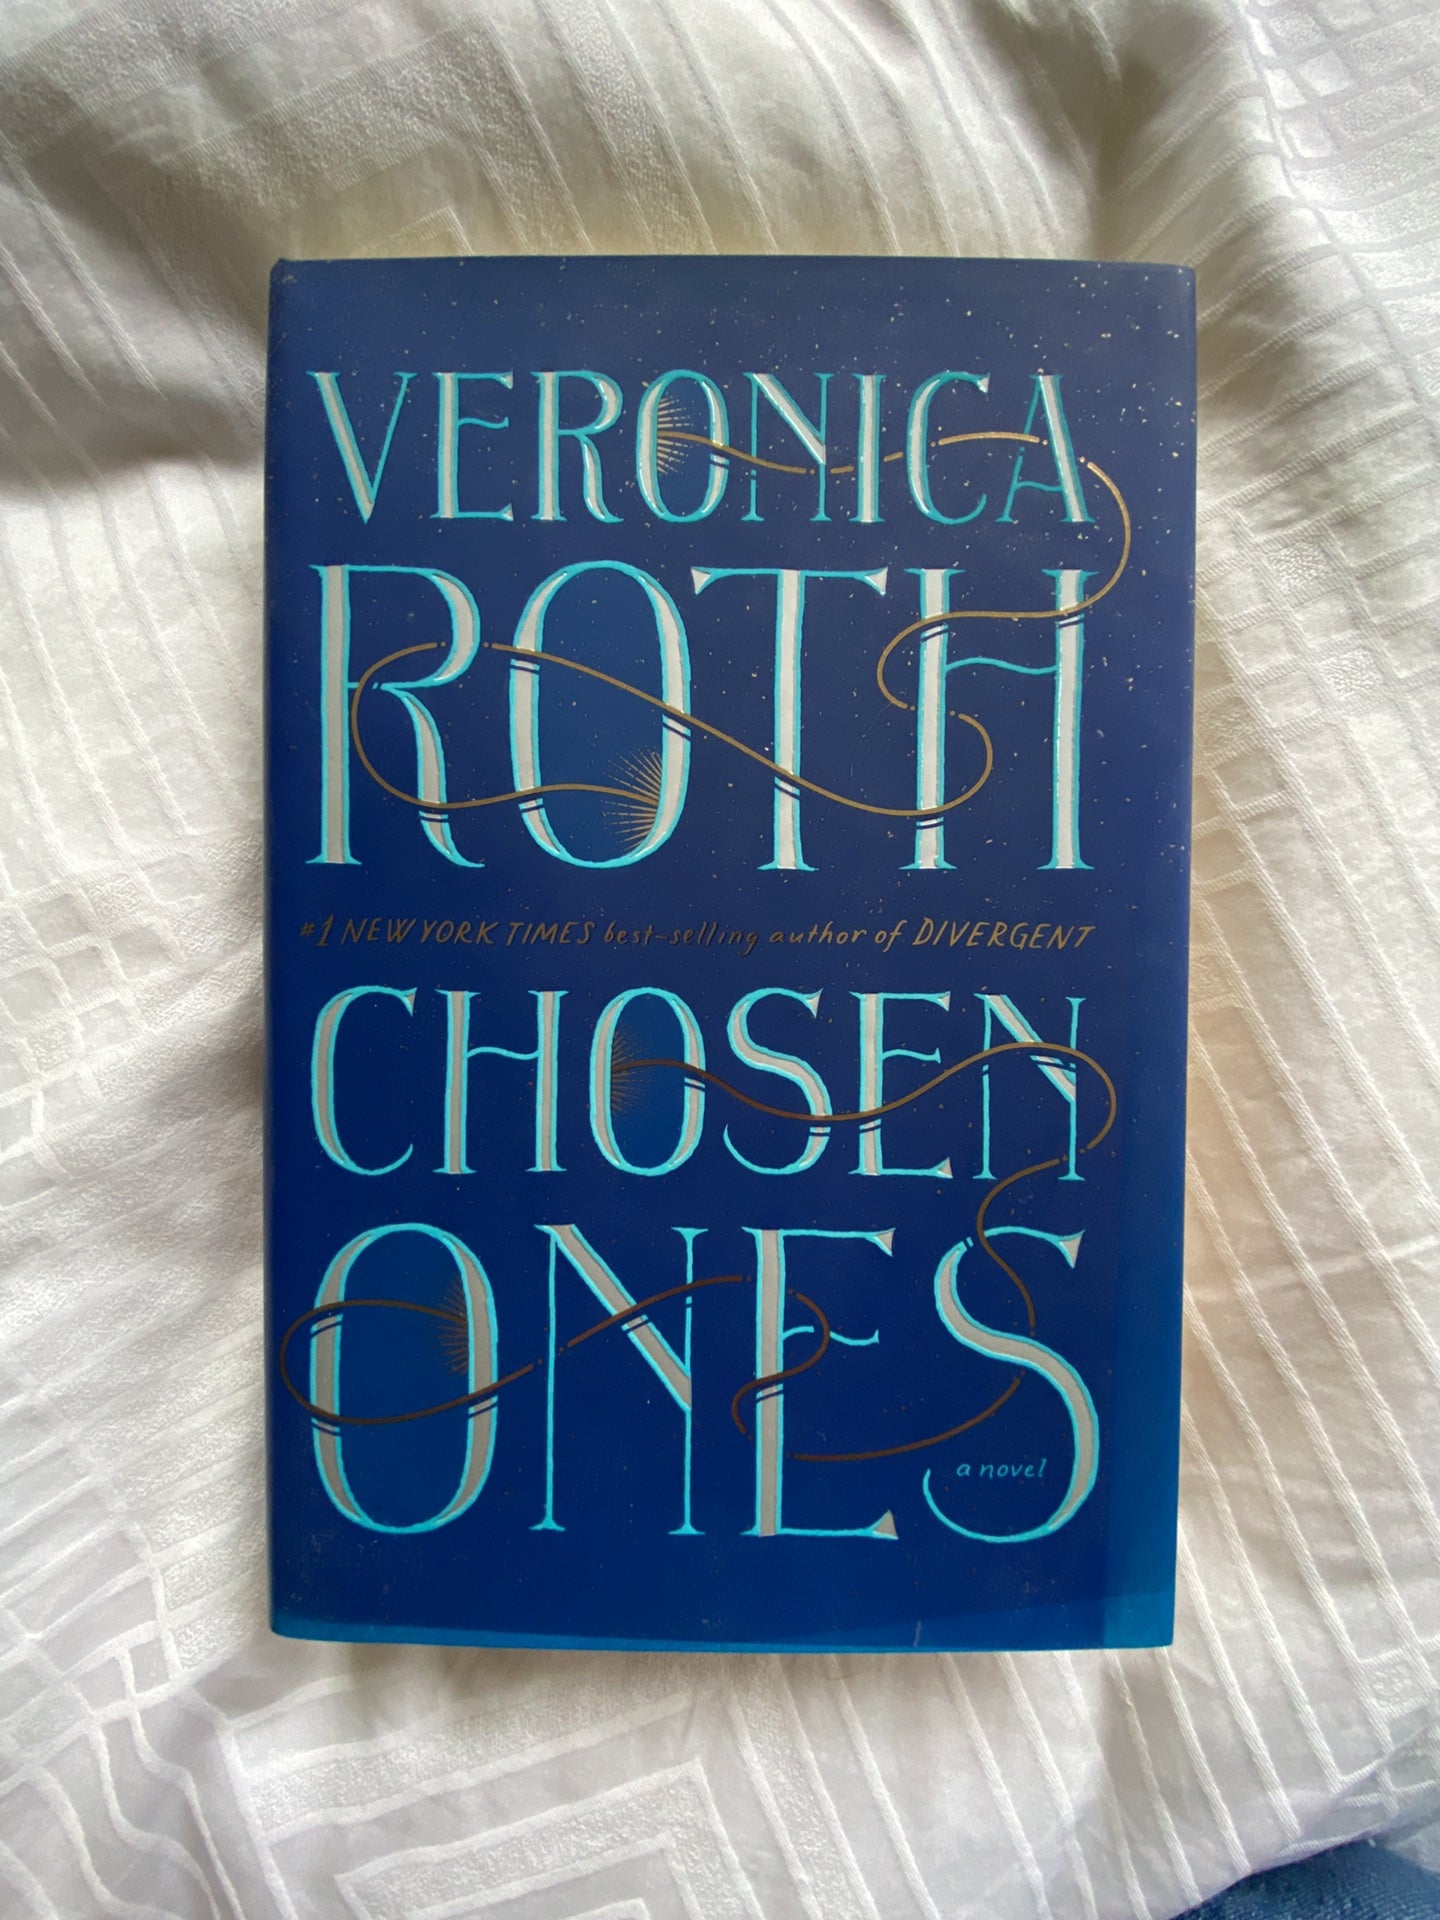 VERONICA
ROTH
#1 NEW YORK TIMES best-selling author of DIVERGENT
CHOSEN
ONES
a novel